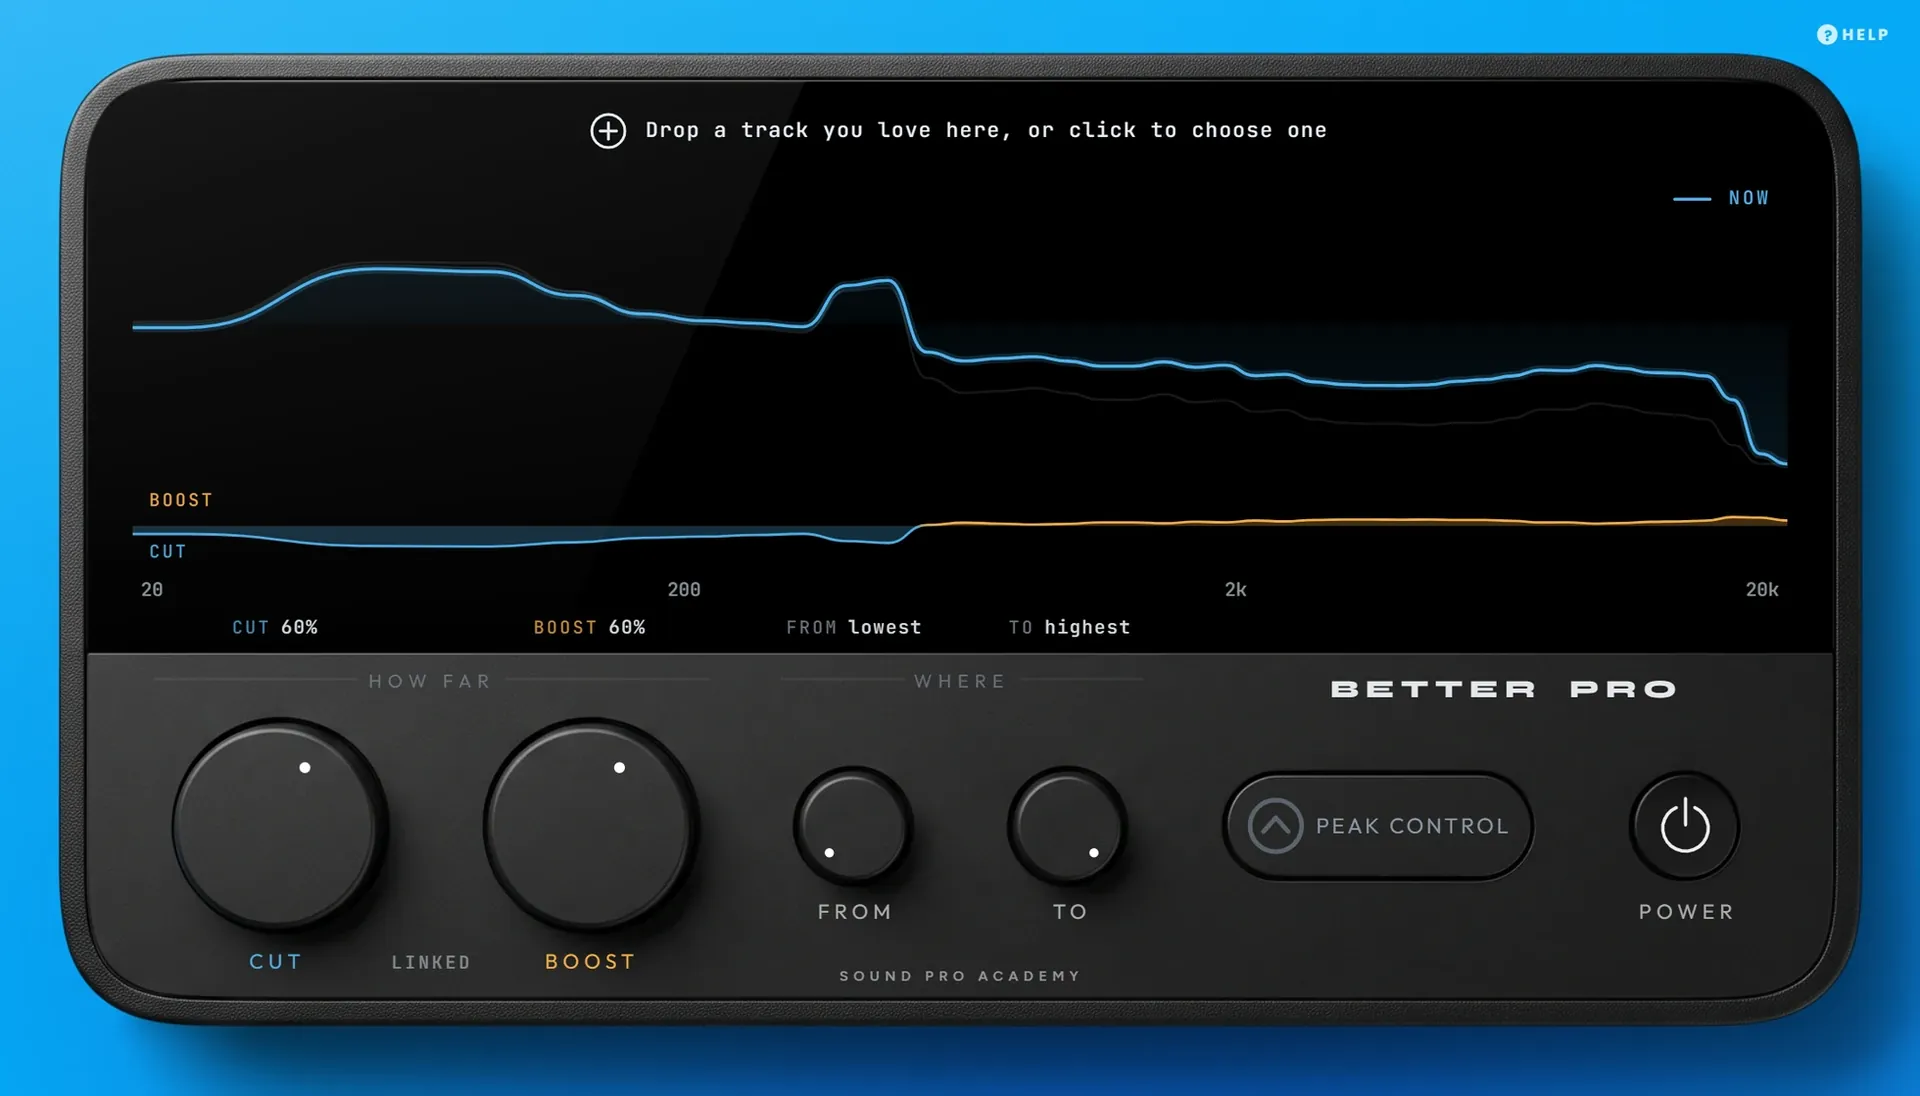 ? HELP
Drop a track you love here, or click to choose one
NOW
BOOST
CUT
20 200 2k 20k
CUT 60% BOOST 60% FROM lowest TO highest
HOW FAR WHERE
BETTER PRO
PEAK CONTROL
FROM TO POWER
CUT LINKED BOOST
SOUND PRO ACADEMY